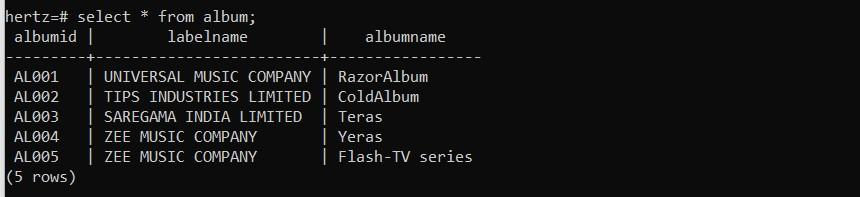 hertz=# select * from album;
 albumid |        labelname        |    albumname
---------+-------------------------+-----------------
 AL001   | UNIVERSAL MUSIC COMPANY | RazorAlbum
 AL002   | TIPS INDUSTRIES LIMITED | ColdAlbum
 AL003   | SAREGAMA INDIA LIMITED  | Teras
 AL004   | ZEE MUSIC COMPANY       | Yeras
 AL005   | ZEE MUSIC COMPANY       | Flash-TV series
(5 rows)